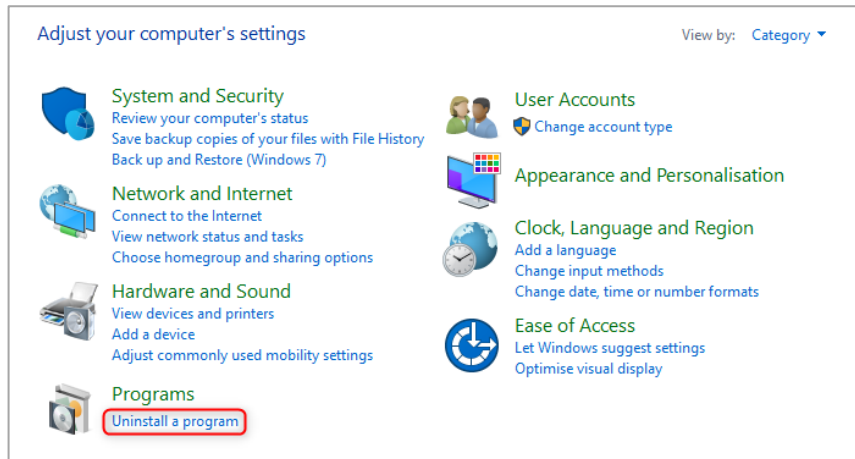 Adjust your computer's settings
View by: Category
System and Security
Review your computer's status
Save backup copies of your files with File History
Back up and Restore (Windows 7)
Network and Internet
Connect to the Internet
View network status and tasks
Choose homegroup and sharing options
Hardware and Sound
View devices and printers
Add a device
Adjust commonly used mobility settings
Programs
Uninstall a program
User Accounts
Change account type
Appearance and Personalisation
Clock, Language and Region
Add a language
Change input methods
Change date, time or number formats
Ease of Access
Let Windows suggest settings
Optimise visual display